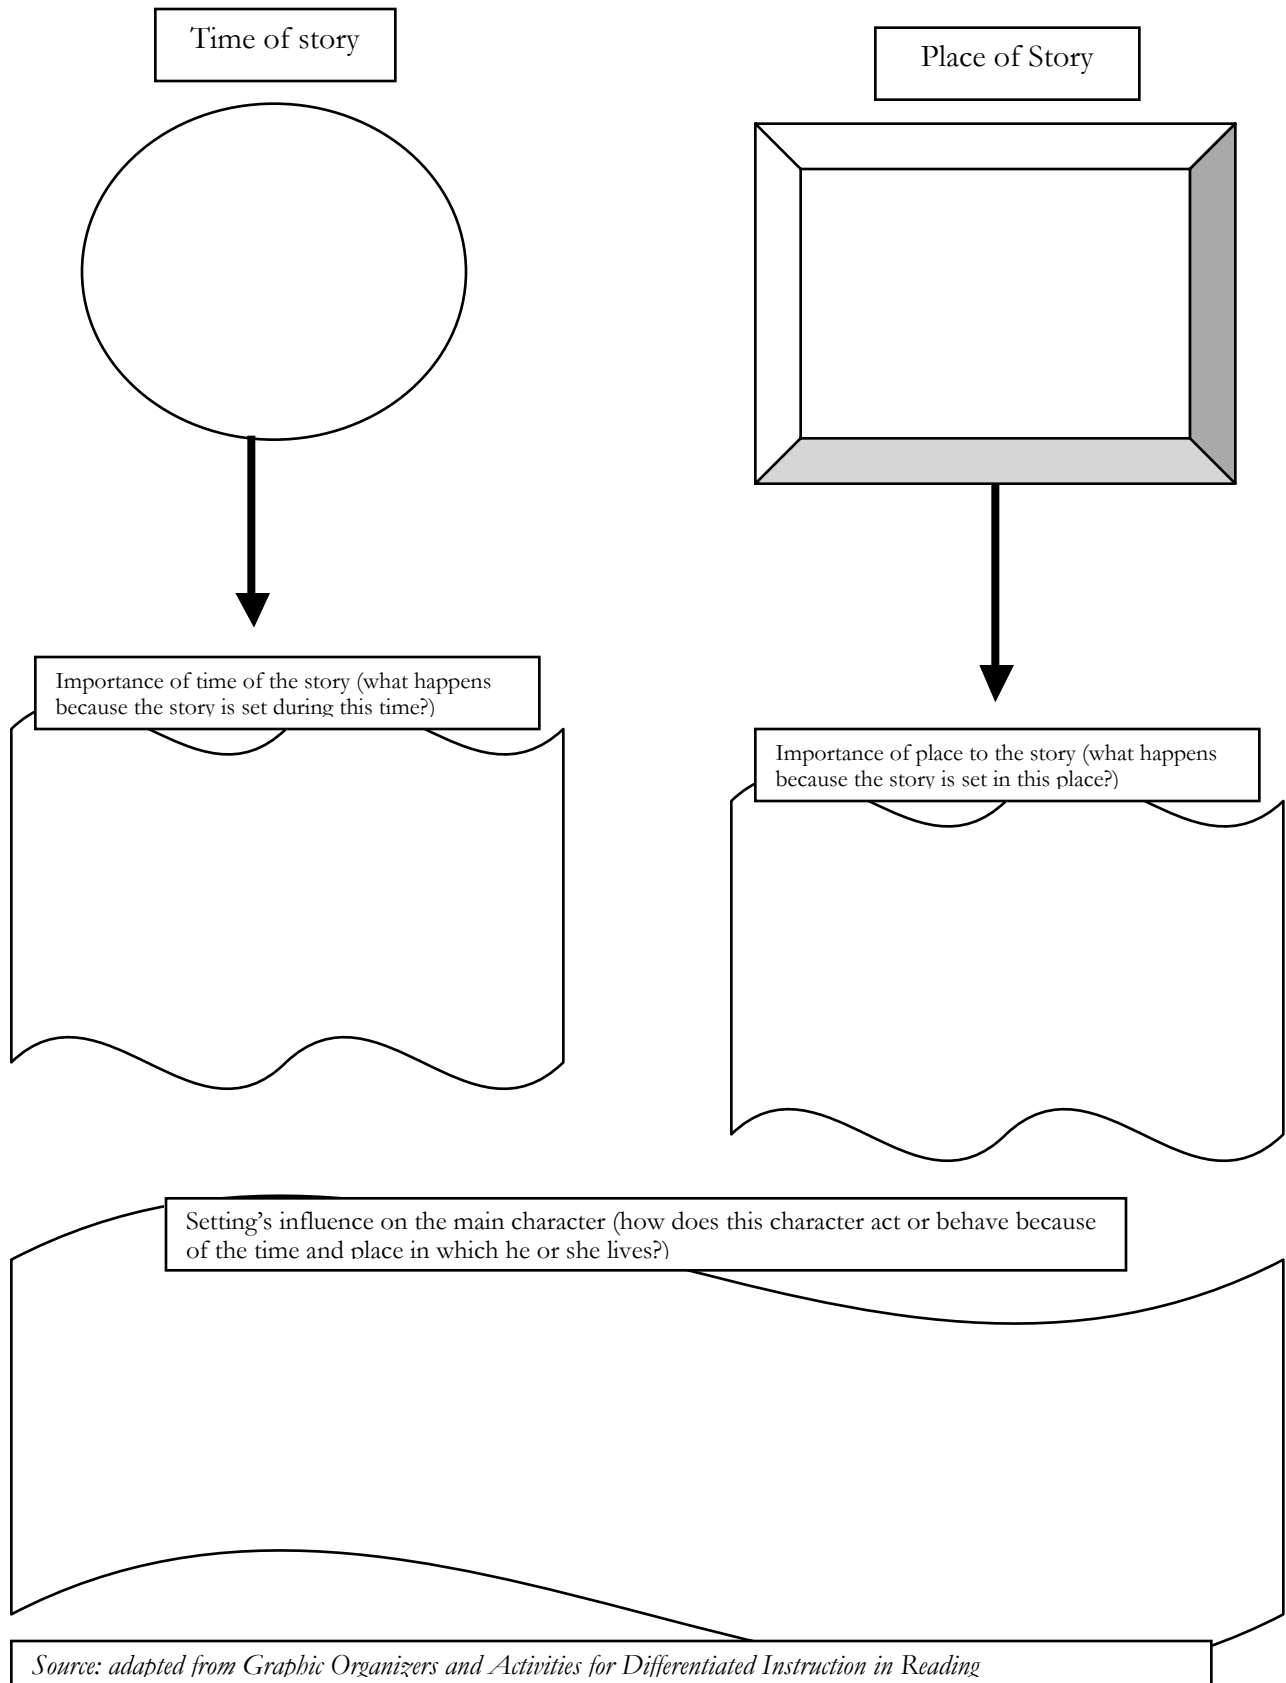 Time of story
Place of Story
Importance of time of the story (what happens
because the story is set during this time?)
Importance of place to the story (what happens
because the story is set in this place?)
Setting’s influence on the main character (how does this character act or behave because
of the time and place in which he or she lives?)
Source: adapted from Graphic Organizers and Activities for Differentiated Instruction in Reading